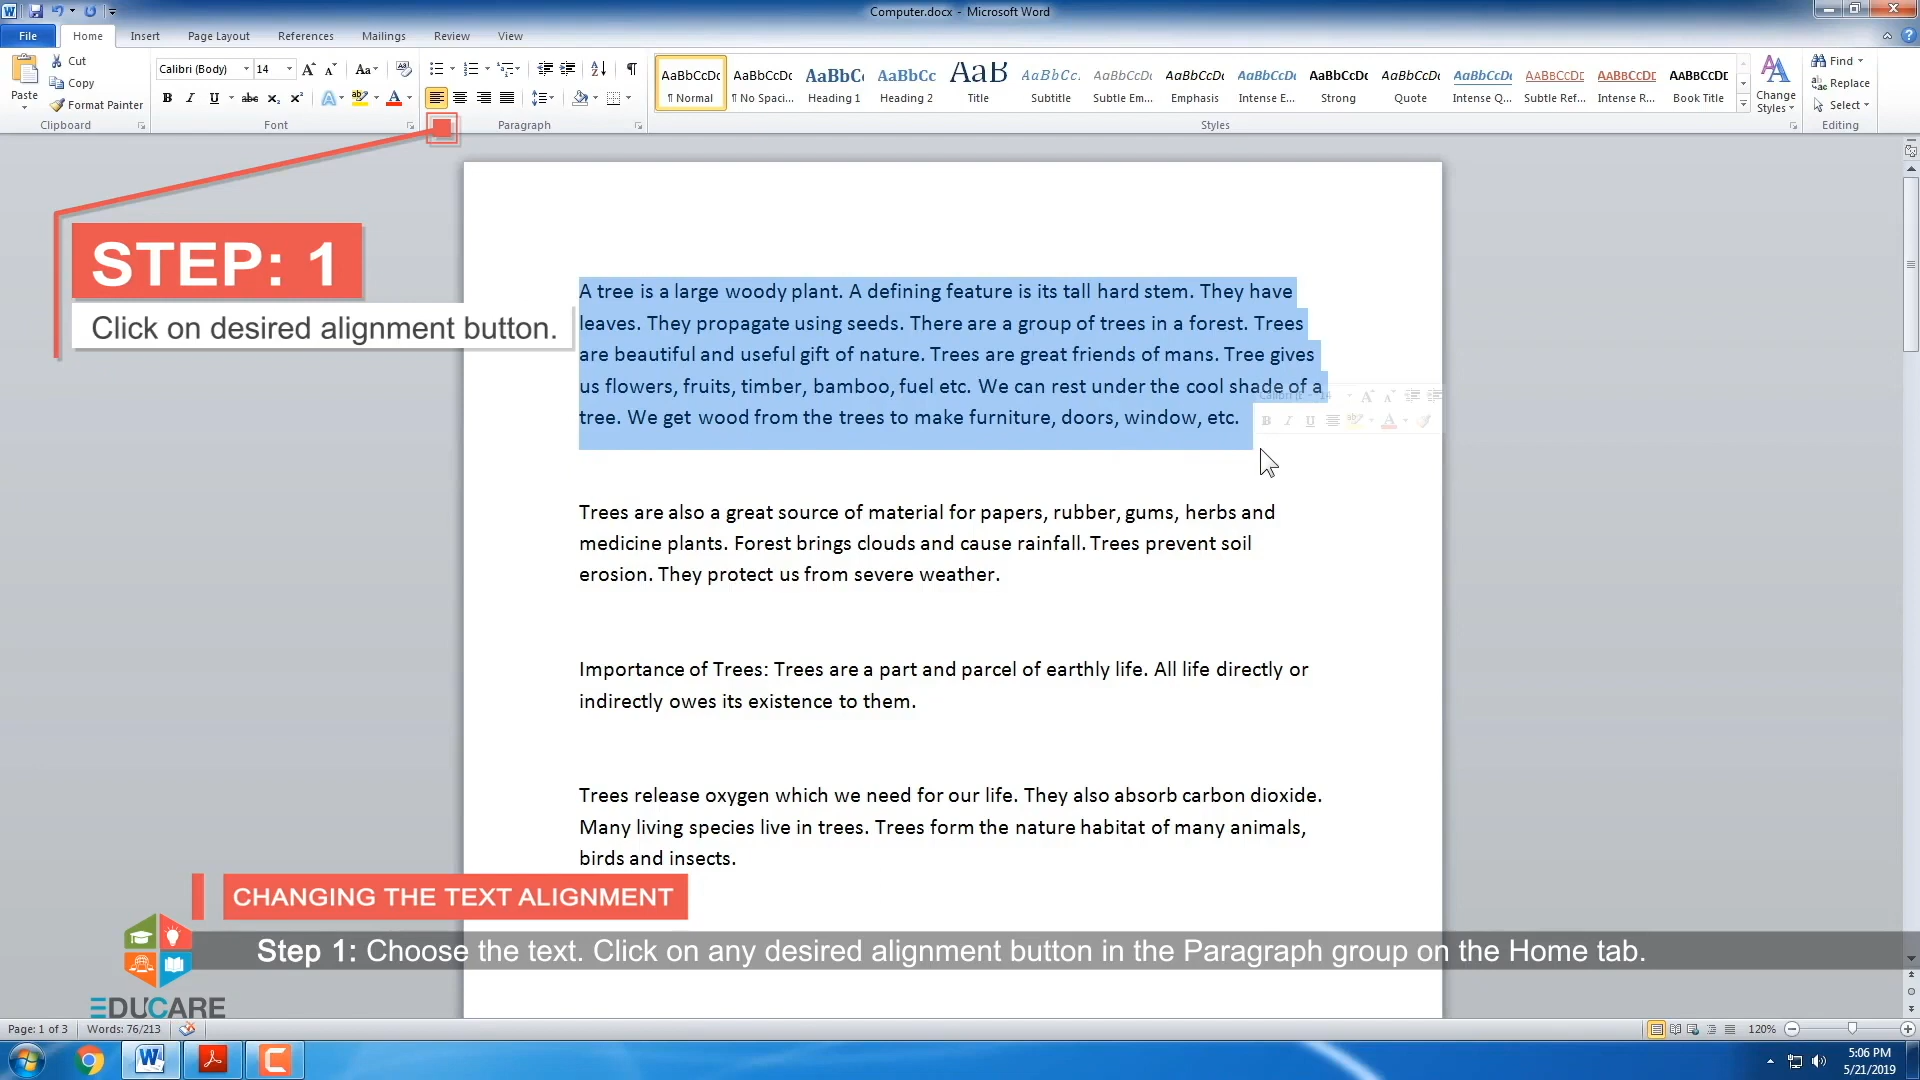 Computer.docx - Microsoft Word
File Home Insert Page Layout References Mailings Review View
Cut
Copy
Format Painter
Paste
Clipboard
Calibri (Body) 14
Font
Paragraph
AaBbCcDc AaBbCcDc AaBbC AaBbCc AaB AaBbCc. AaBbCcDc AaBbCcDc AaBbCcDc AaBbCcDc AaBbCcDc AaBbCcDc AaBbCcDc AaBbCcDc AaBbCcDc
¶ Normal ¶ No Spaci... Heading 1 Heading 2 Title Subtitle Subtle Em... Emphasis Intense E... Strong Quote Intense Q... Subtle Ref... Intense R... Book Title
Change
Styles
Styles
Find
Replace
Select
Editing
STEP: 1
Click on desired alignment button.
A tree is a large woody plant. A defining feature is its tall hard stem. They have
leaves. They propagate using seeds. There are a group of trees in a forest. Trees
are beautiful and useful gift of nature. Trees are great friends of mans. Tree gives
us flowers, fruits, timber, bamboo, fuel etc. We can rest under the cool shade of a
tree. We get wood from the trees to make furniture, doors, window, etc.
Trees are also a great source of material for papers, rubber, gums, herbs and
medicine plants. Forest brings clouds and cause rainfall. Trees prevent soil
erosion. They protect us from severe weather.
Importance of Trees: Trees are a part and parcel of earthly life. All life directly or
indirectly owes its existence to them.
Trees release oxygen which we need for our life. They also absorb carbon dioxide.
Many living species live in trees. Trees form the nature habitat of many animals,
birds and insects.
CHANGING THE TEXT ALIGNMENT
Step 1: Choose the text. Click on any desired alignment button in the Paragraph group on the Home tab.
EDUCARE
Page: 1 of 3 Words: 76/213
120%
5:06 PM
5/21/2019